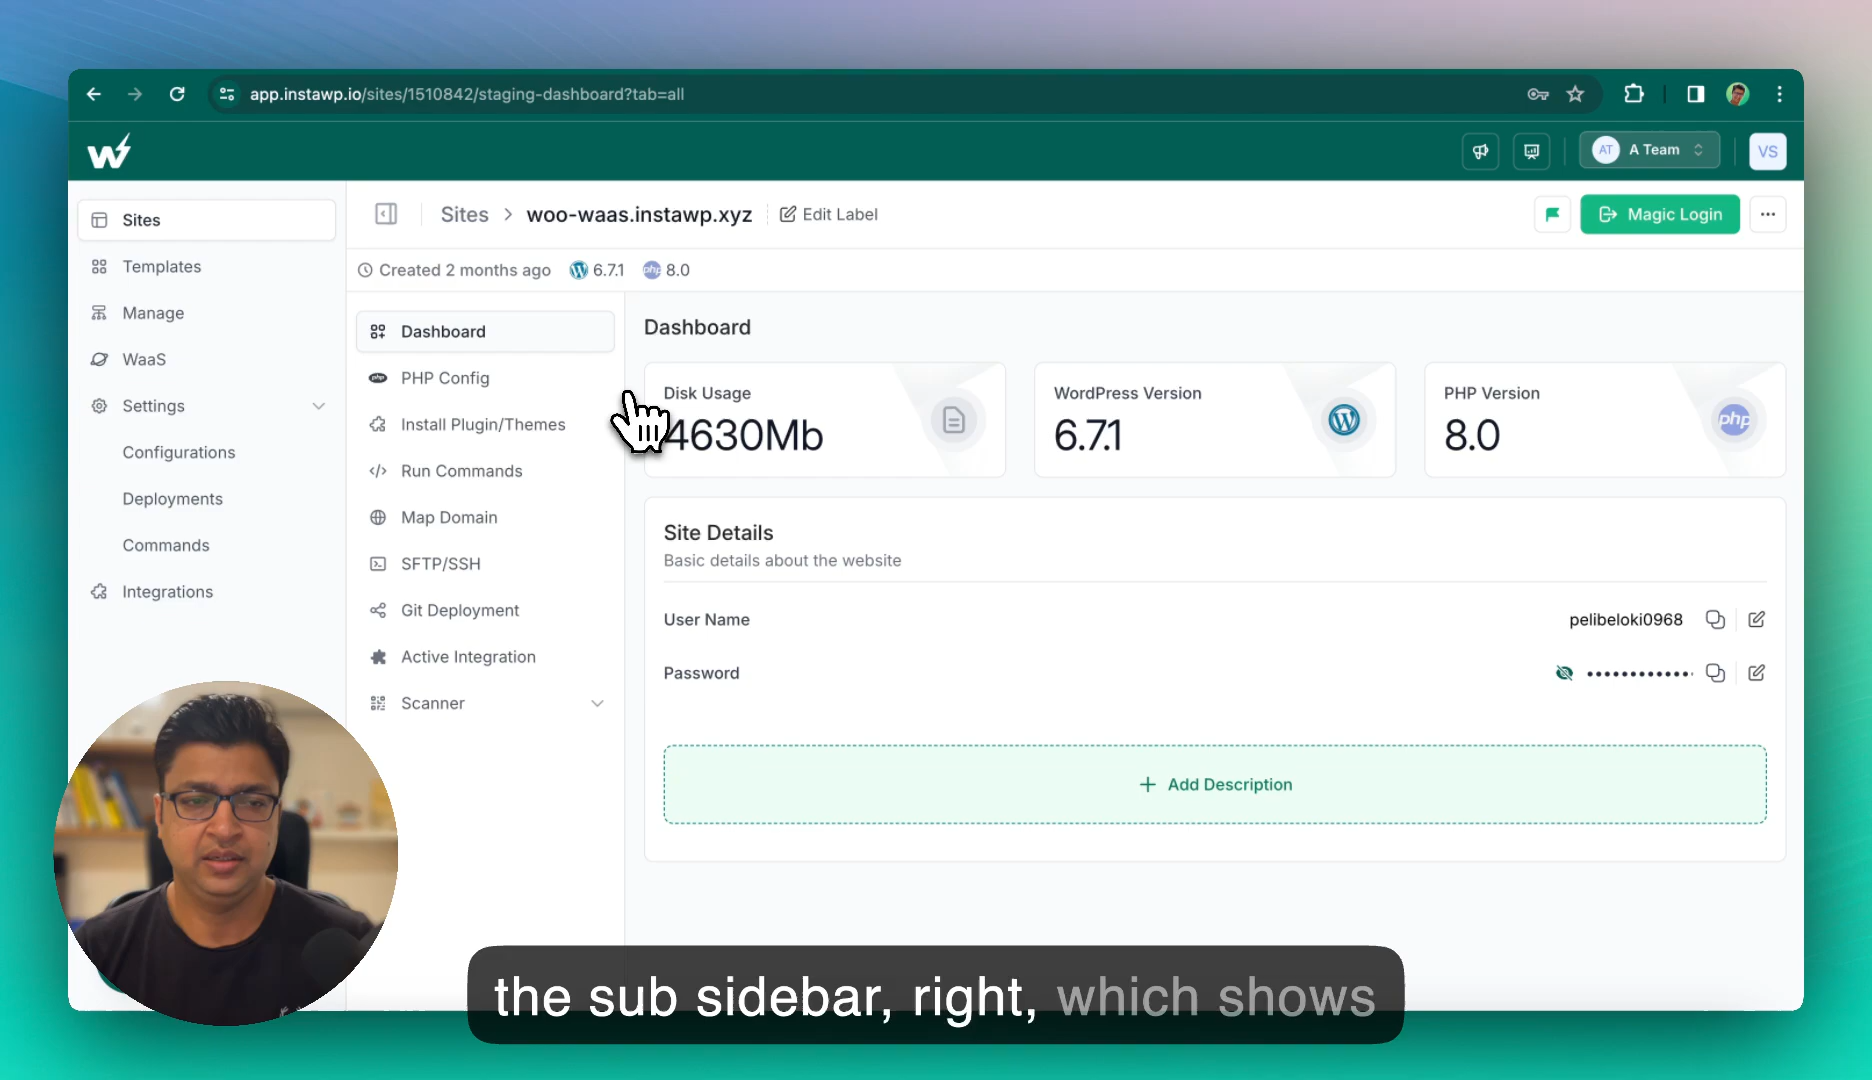 app.instawp.io/sites/1510842/staging-dashboard?tab=all
AT A Team
VS
Sites
Templates
Manage
WaaS
Settings
Configurations
Deployments
Commands
Integrations
Sites > woo-waas.instawp.xyz Edit Label
Magic Login
Created 2 months ago 6.7.1 php 8.0
Dashboard
php PHP Config
Install Plugin/Themes
Run Commands
Map Domain
SFTP/SSH
Git Deployment
Active Integration
Scanner
Dashboard
Disk Usage
4630Mb
WordPress Version
6.7.1
PHP Version
8.0
php
Site Details
Basic details about the website
User Name
pelibeloki0968
Password
+ Add Description
the sub sidebar, right, which shows